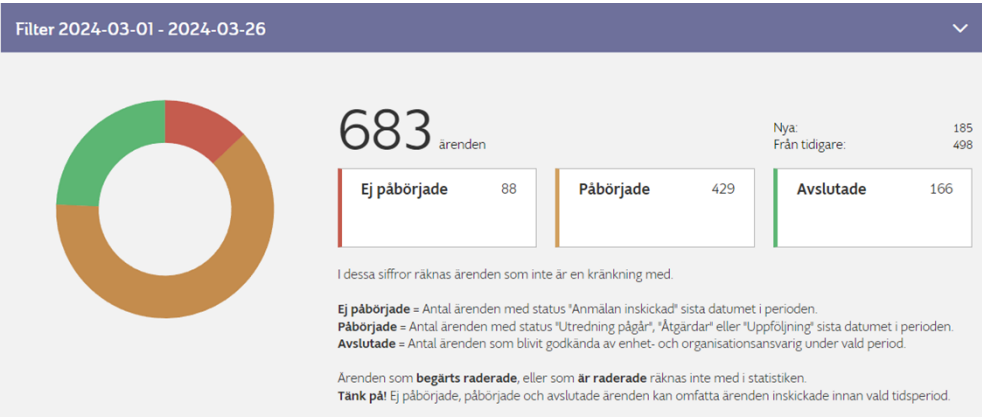 Filter 2024-03-01 - 2024-03-26
683 ärenden
Nya: 185
Från tidigare: 498
Ej påbörjade 88
Påbörjade 429
Avslutade 166
I dessa siffror räknas ärenden som inte är en kränkning med.
Ej påbörjade = Antal ärenden med status "Anmälan inskickad" sista datumet i perioden.
Påbörjade = Antal ärenden med status "Utredning pågår", "Åtgärdar" eller "Uppföljning" sista datumet i perioden.
Avslutade = Antal ärenden som blivit godkända av enhet- och organisationsansvarig under vald period.
Ärenden som begärts raderade, eller som är raderade räknas inte med i statistiken.
Tänk på! Ej påbörjade, påbörjade och avslutade ärenden kan omfatta ärenden inskickade innan vald tidsperiod.